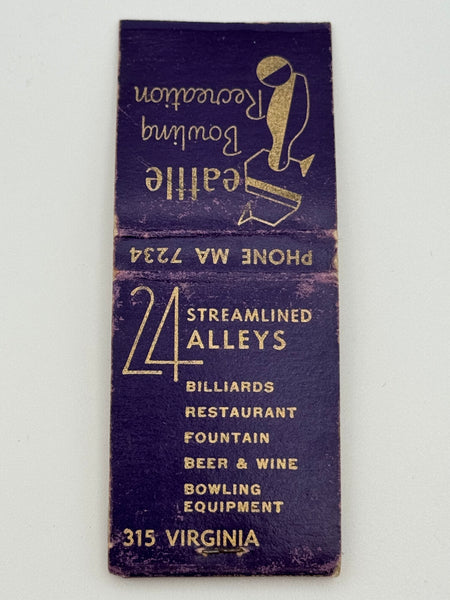 Seattle
Bowling
Recreation
PHONE MA 7234
24 STREAMLINED
ALLEYS
BILLIARDS
RESTAURANT
FOUNTAIN
BEER & WINE
BOWLING
EQUIPMENT
315 VIRGINIA